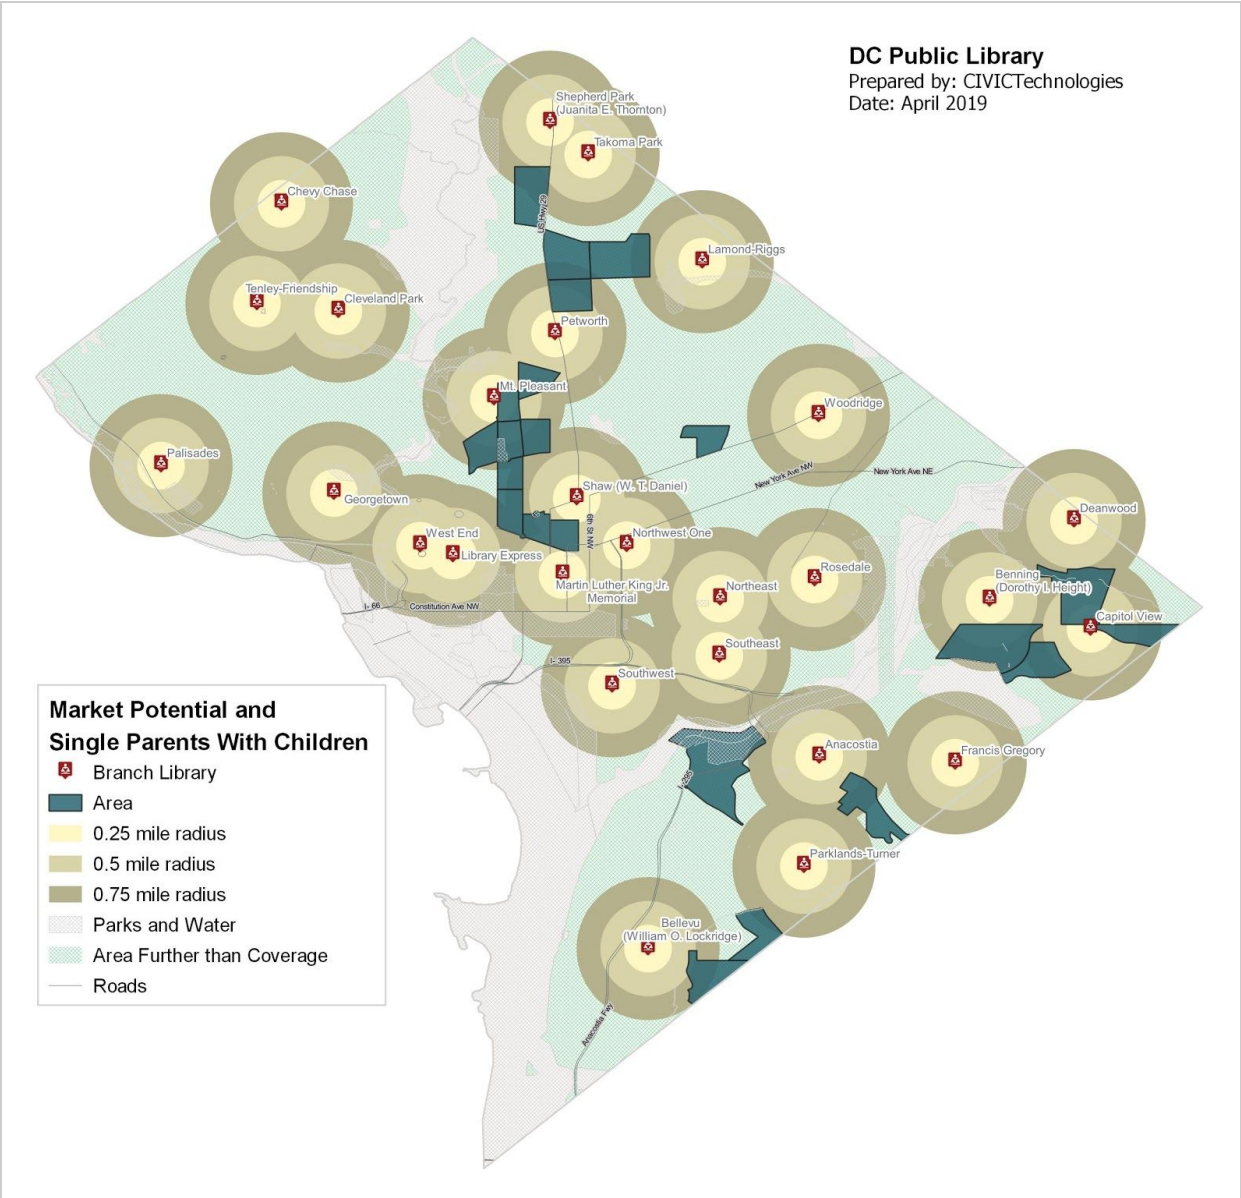 DC Public Library
Prepared by: CIVICTechnologies
Date: April 2019
Shepherd Park
(Juanita E. Thornton)
Takoma Park
Chevy Chase
US Hwy 29
Lamond-Riggs
Tenley-Friendship
Cleveland Park
Petworth
Mt. Pleasant
Woodridge
Palisades
Georgetown
Shaw (W. T. Daniel)
New York Ave NW
New York Ave NE
Deanwood
West End
Library Express
6th St NW
Northwest One
Martin Luther King Jr.
Memorial
Northeast
Rosedale
Benning
(Dorothy I. Height)
Capitol View
I- 66
Constitution Ave NW
Southeast
I- 395
Southwest
Market Potential and
Single Parents With Children
Branch Library
Area
0.25 mile radius
0.5 mile radius
0.75 mile radius
Parks and Water
Area Further than Coverage
Roads
Anacostia
Francis Gregory
I-295
Parklands-Turner
Bellevu
(William O. Lockridge)
Anacostia Fwy